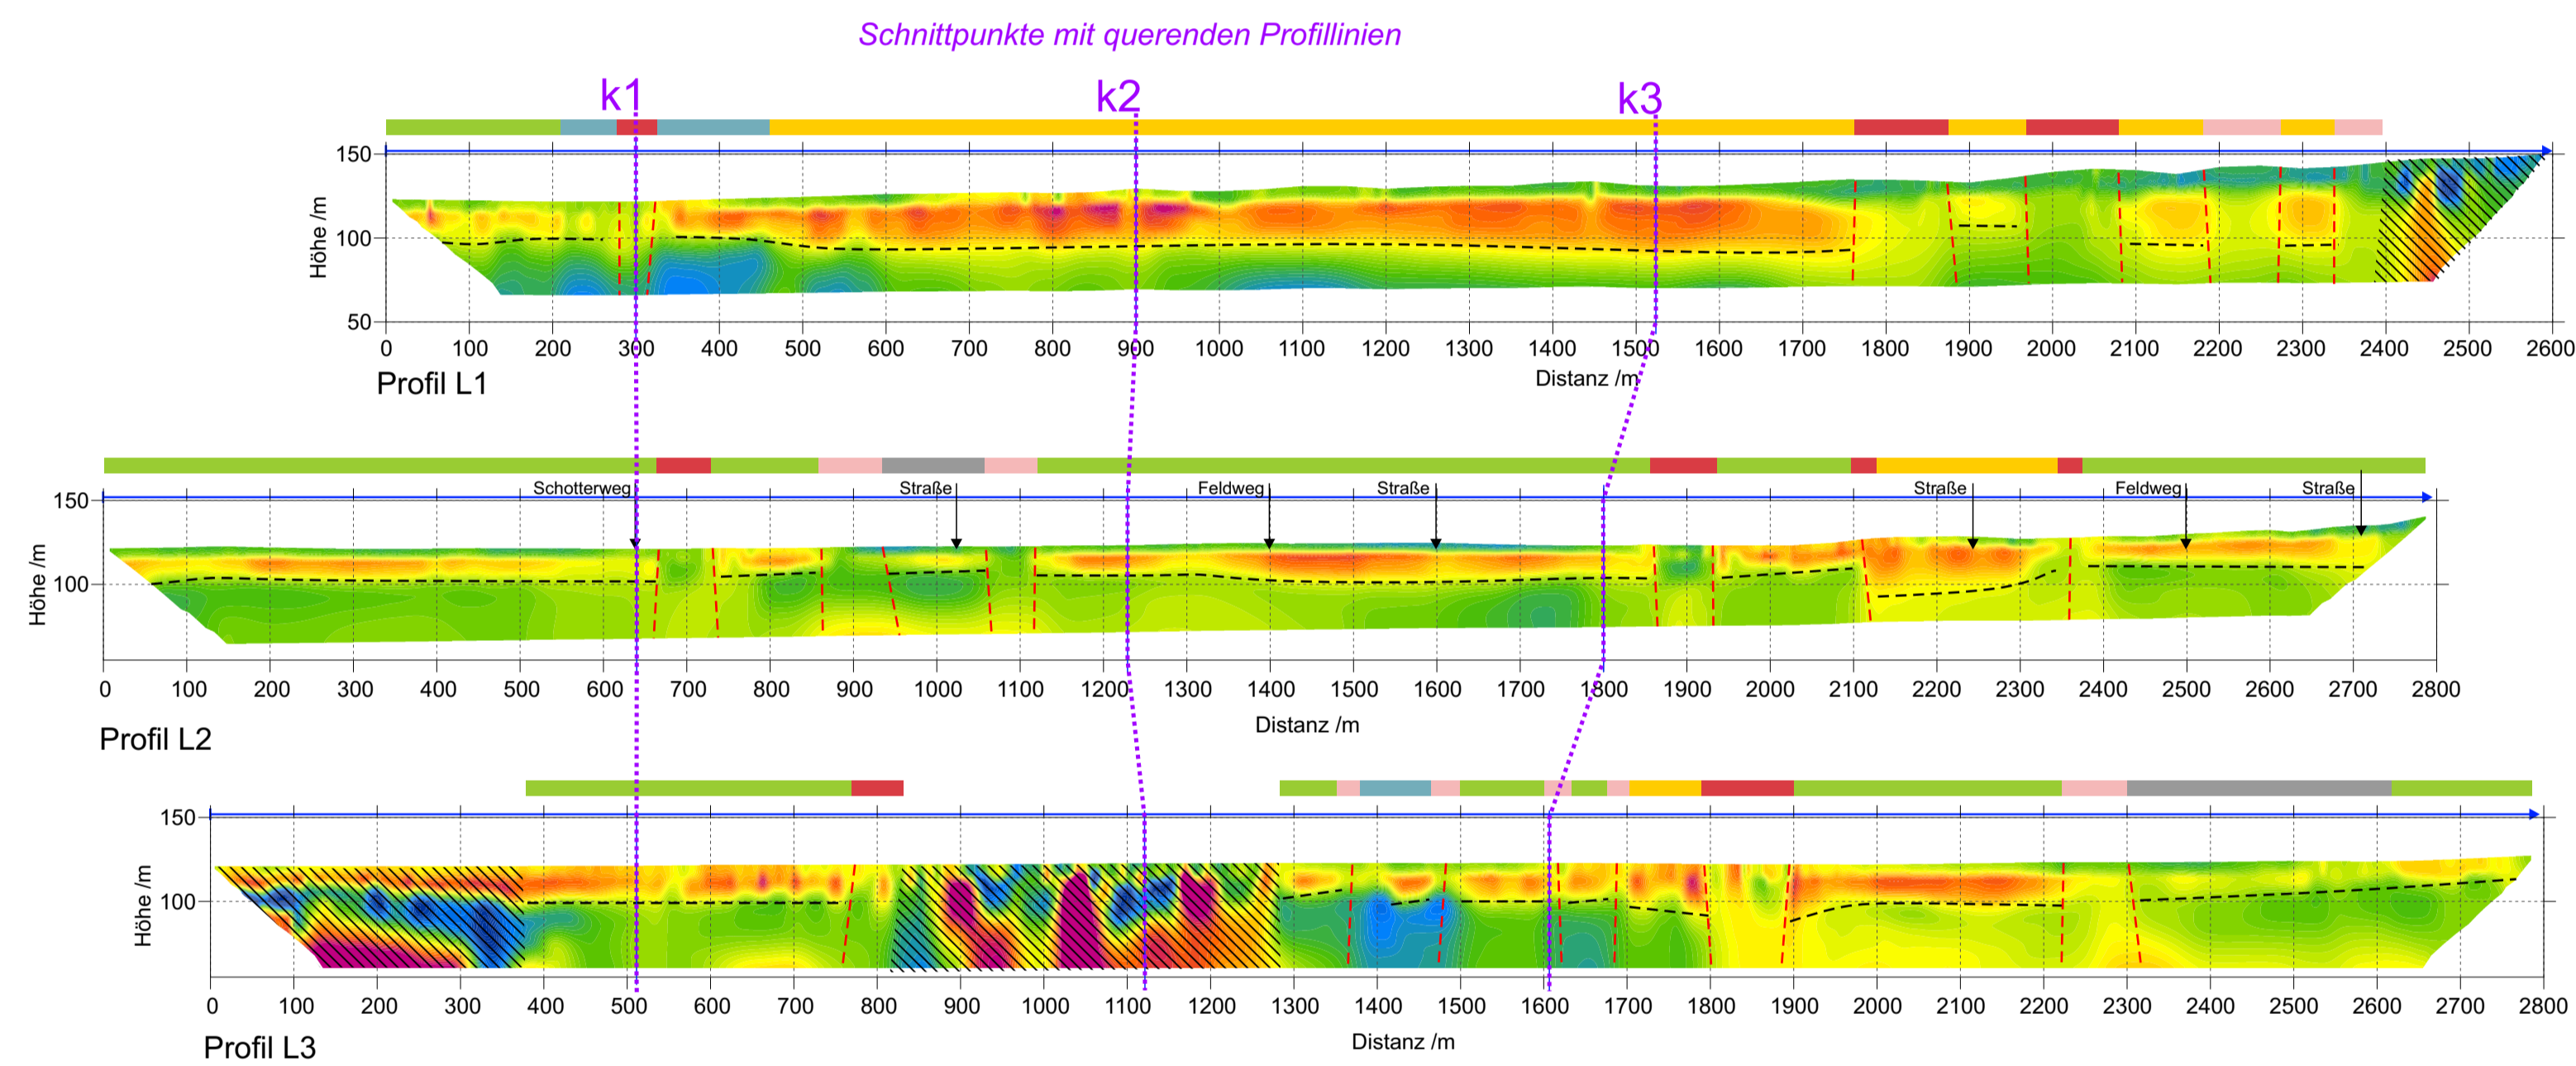 Schnittpunkte mit querenden Profillinien
k1 k2 k3
150
100
50
Höhe /m
0 100 200 300 400 500 600 700 800 900 1000 1100 1200 1300 1400 1500 1600 1700 1800 1900 2000 2100 2200 2300 2400 2500 2600
Distanz /m
Profil L1
Schotterweg Straße Feldweg Straße Straße Feldweg Straße
150
100
Höhe /m
0 100 200 300 400 500 600 700 800 900 1000 1100 1200 1300 1400 1500 1600 1700 1800 1900 2000 2100 2200 2300 2400 2500 2600 2700 2800
Distanz /m
Profil L2
150
100
Höhe /m
0 100 200 300 400 500 600 700 800 900 1000 1100 1200 1300 1400 1500 1600 1700 1800 1900 2000 2100 2200 2300 2400 2500 2600 2700 2800
Distanz /m
Profil L3